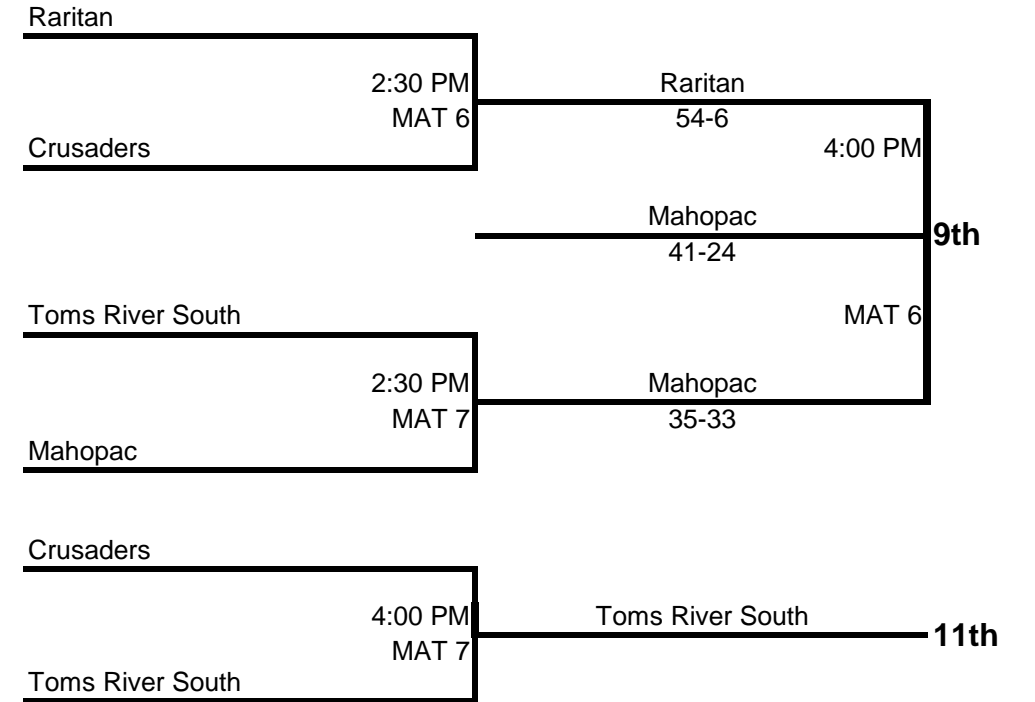 Raritan
2:30 PM
Raritan
MAT 6
54-6
Crusaders
4:00 PM
Mahopac
9th
41-24
Toms River South
MAT 6
2:30 PM
Mahopac
MAT 7
35-33
Mahopac
Crusaders
4:00 PM
Toms River South
11th
MAT 7
Toms River South